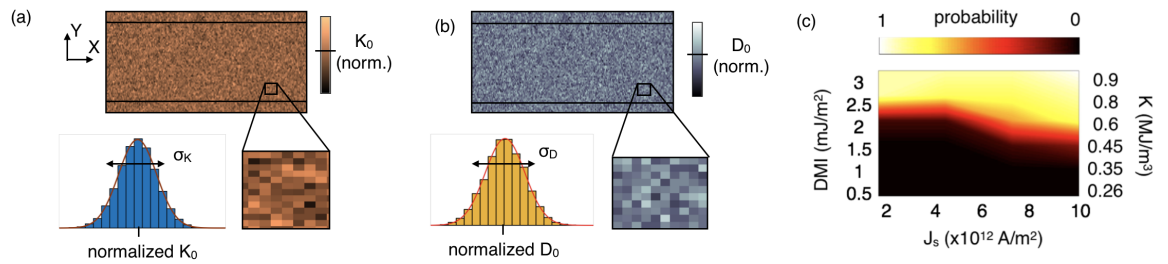 (a)
Y
X
K₀
(norm.)
σK
normalized K₀
(b)
D₀
(norm.)
σD
normalized D₀
(c)
probability
1 0
DMI (mJ/m²)
3
2.5
2
1.5
1
0.5
K (MJ/m³)
0.9
0.8
0.6
0.45
0.35
0.26
2 4 6 8 10
Jₛ (x10¹² A/m²)